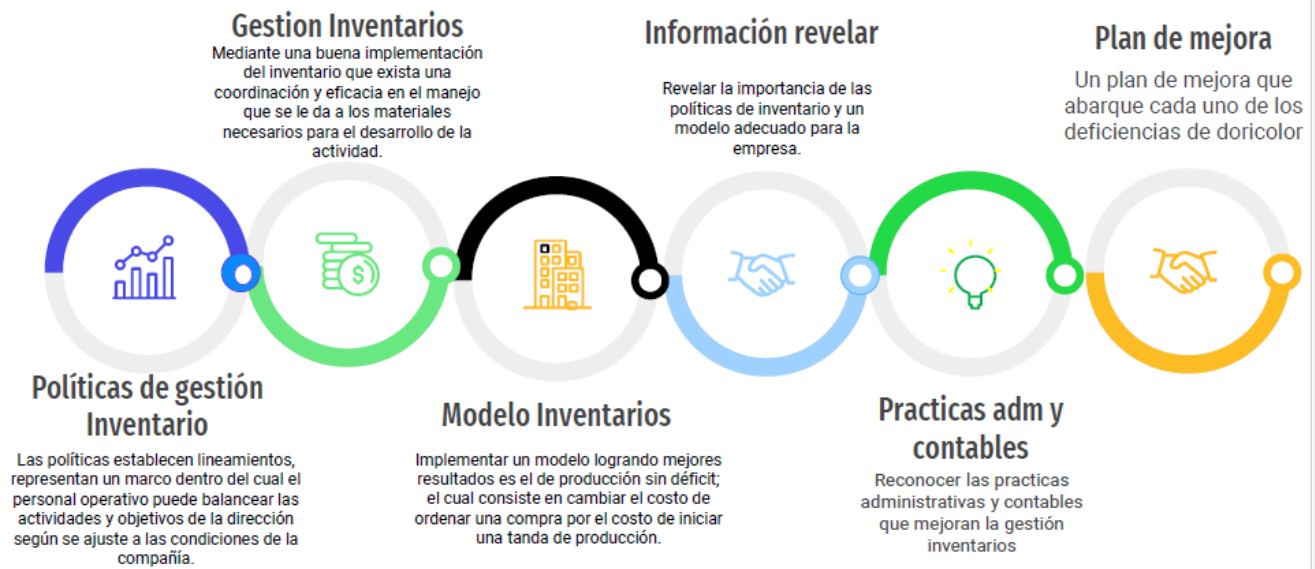 Gestion Inventarios
Mediante una buena implementación
del inventario que exista una
coordinación y eficacia en el manejo
que se le da a los materiales
necesarios para el desarrollo de la
actividad.
Información revelar
Revelar la importancia de las
políticas de inventario y un
modelo adecuado para la
empresa.
Plan de mejora
Un plan de mejora que
abarque cada uno de los
deficiencias de doricolor
$
Políticas de gestión
Inventario
Las políticas establecen lineamientos,
representan un marco dentro del cual el
personal operativo puede balancear las
actividades y objetivos de la dirección
según se ajuste a las condiciones de la
compañía.
Modelo Inventarios
Implementar un modelo logrando mejores
resultados es el de producción sin déficit;
el cual consiste en cambiar el costo de
ordenar una compra por el costo de iniciar
una tanda de producción.
Practicas adm y
contables
Reconocer las practicas
administrativas y contables
que mejoran la gestión
inventarios